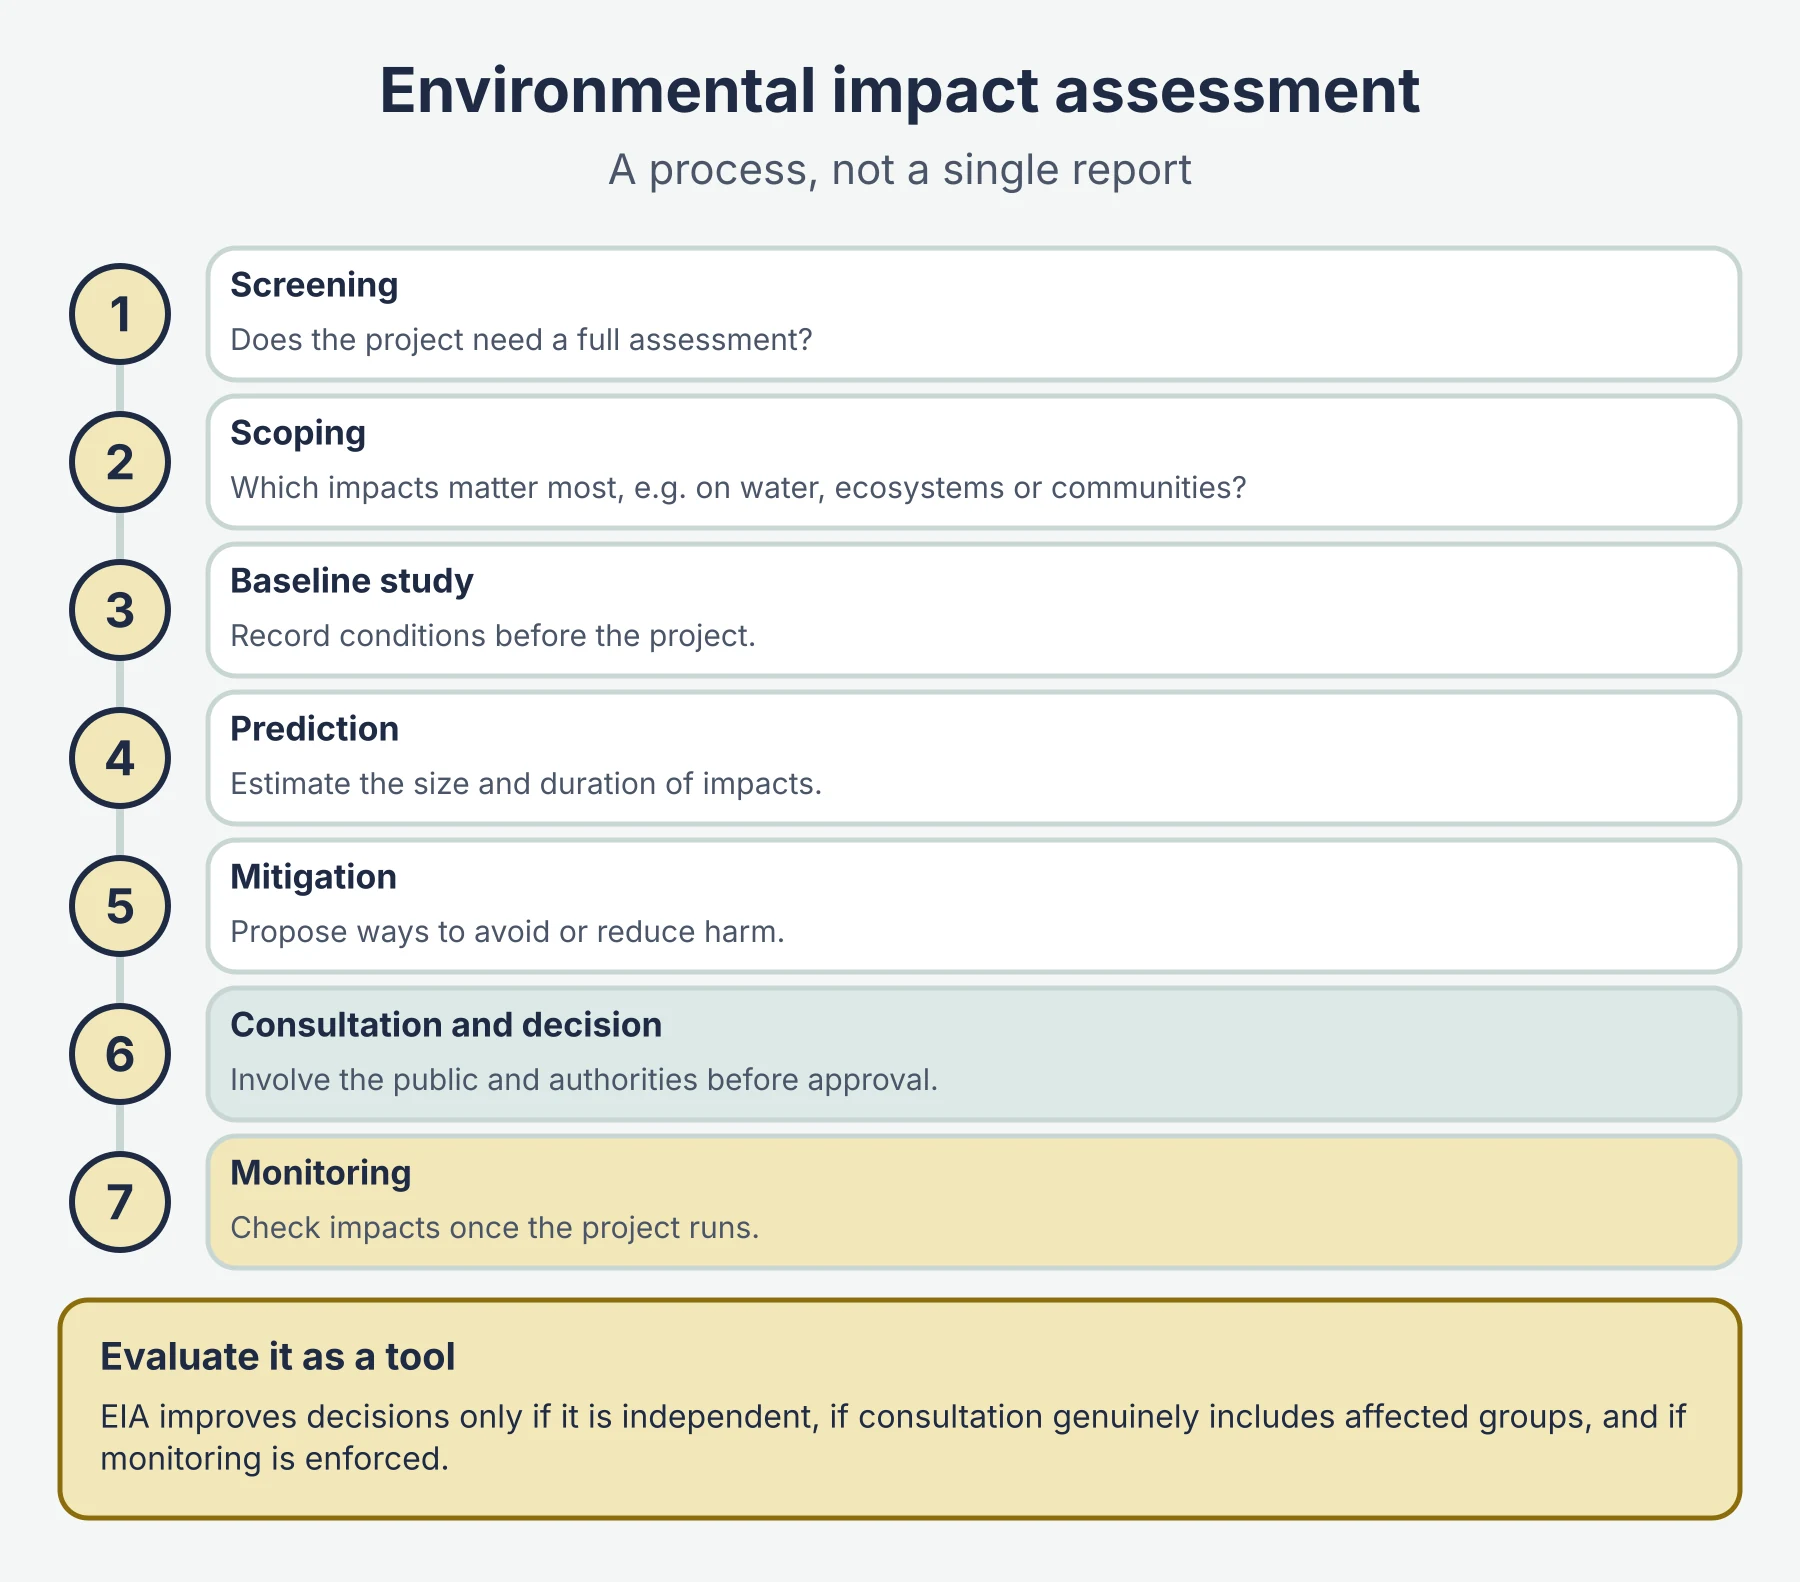 Environmental impact assessment
A process, not a single report
1
Screening
Does the project need a full assessment?
2
Scoping
Which impacts matter most, e.g. on water, ecosystems or communities?
3
Baseline study
Record conditions before the project.
4
Prediction
Estimate the size and duration of impacts.
5
Mitigation
Propose ways to avoid or reduce harm.
6
Consultation and decision
Involve the public and authorities before approval.
7
Monitoring
Check impacts once the project runs.
Evaluate it as a tool
EIA improves decisions only if it is independent, if consultation genuinely includes affected groups, and if
monitoring is enforced.